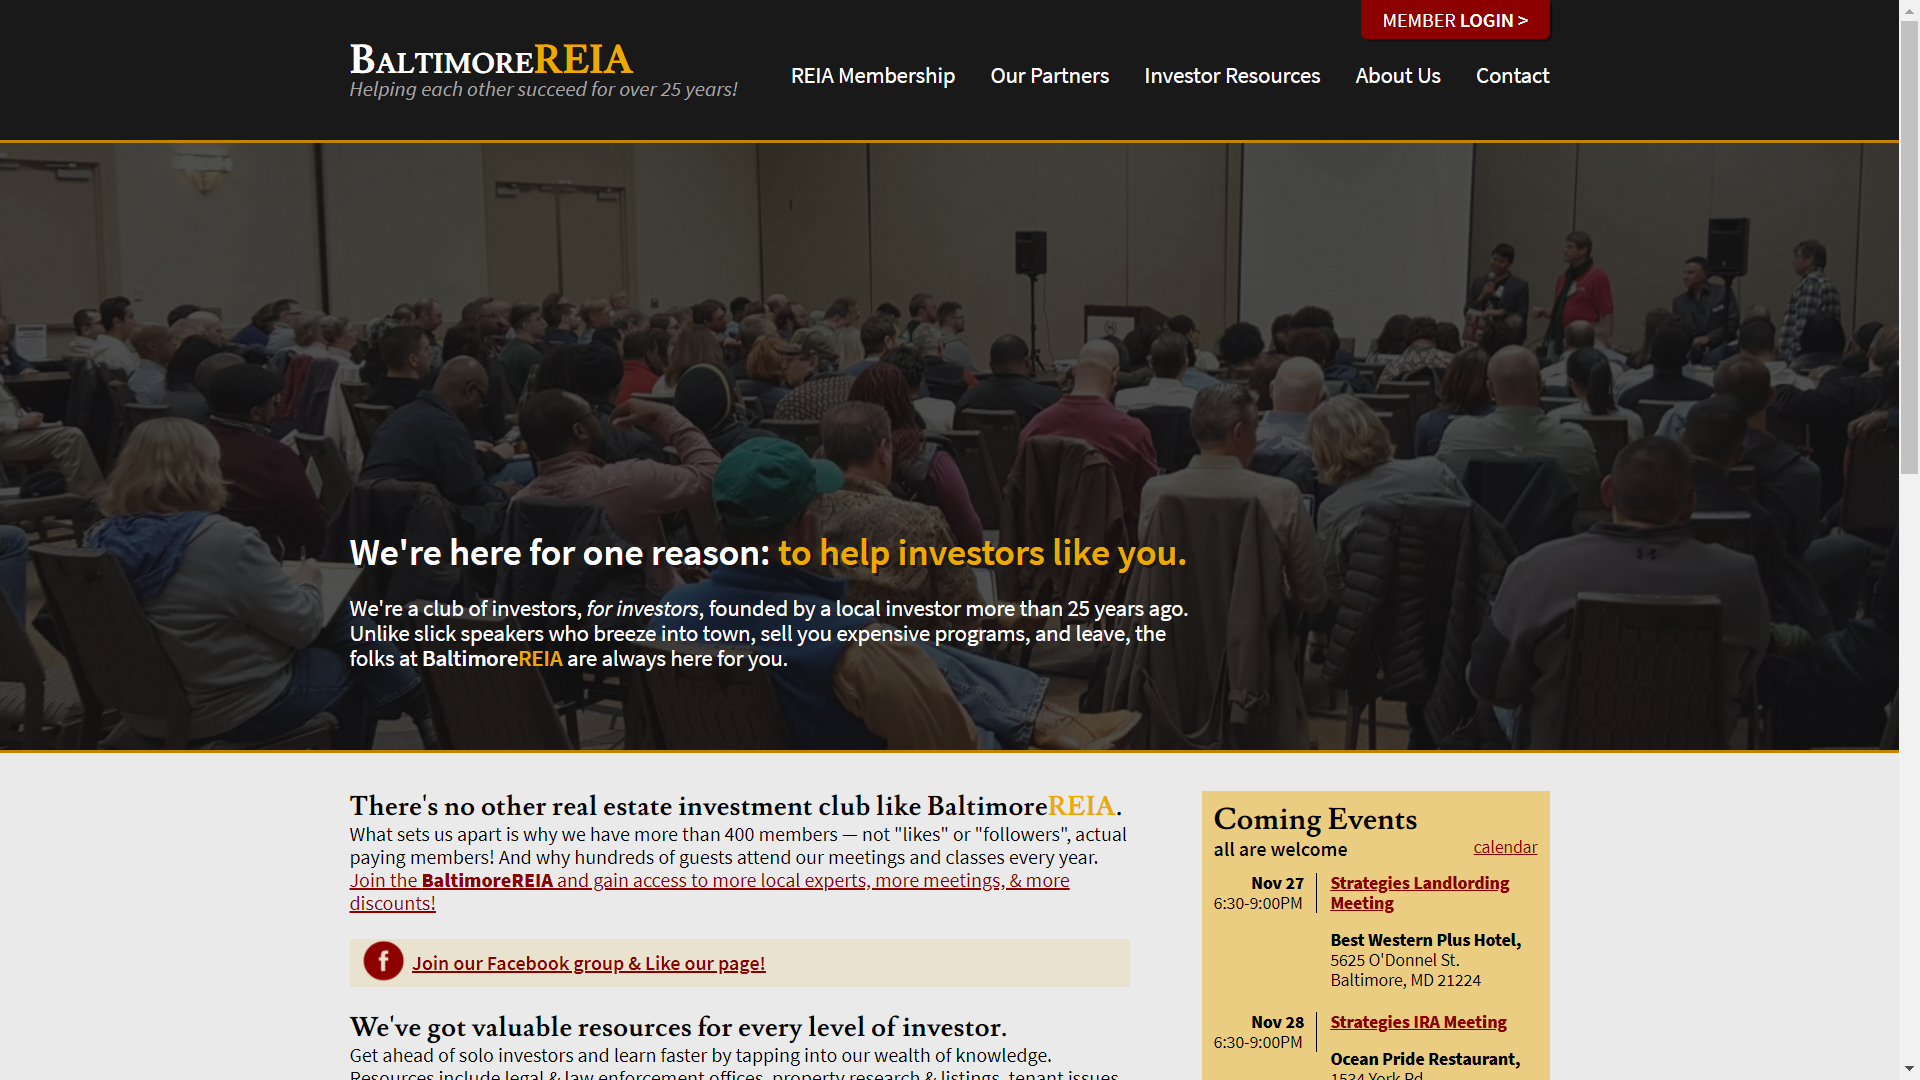 MEMBER LOGIN >
BaltimoreREIA
Helping each other succeed for over 25 years!
REIA Membership
Our Partners
Investor Resources
About Us
Contact
We're here for one reason: to help investors like you.
We're a club of investors, for investors, founded by a local investor more than 25 years ago.
Unlike slick speakers who breeze into town, sell you expensive programs, and leave, the
folks at BaltimoreREIA are always here for you.
There's no other real estate investment club like BaltimoreREIA.
What sets us apart is why we have more than 400 members — not "likes" or "followers", actual
paying members! And why hundreds of guests attend our meetings and classes every year.
Join the BaltimoreREIA and gain access to more local experts, more meetings, & more
discounts!
Join our Facebook group & Like our page!
We've got valuable resources for every level of investor.
Get ahead of solo investors and learn faster by tapping into our wealth of knowledge.
Resources include legal & law enforcement offices, property research & listings, tenant issues
Coming Events
all are welcome
calendar
Nov 27
6:30-9:00PM
Strategies Landlording
Meeting
Best Western Plus Hotel,
5625 O'Donnel St.
Baltimore, MD 21224
Nov 28
6:30-9:00PM
Strategies IRA Meeting
Ocean Pride Restaurant,
1534 York Rd